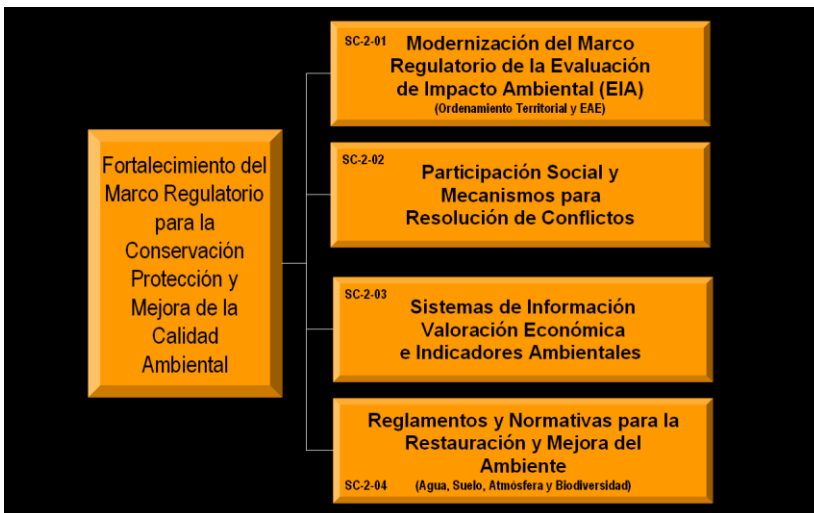 Fortalecimiento del
Marco Regulatorio
para la
Conservación
Protección y
Mejora de la
Calidad
Ambiental
SC-2-01
Modernización del Marco
Regulatorio de la Evaluación
de Impacto Ambiental (EIA)
(Ordenamiento Territorial y EAE)
SC-2-02
Participación Social y
Mecanismos para
Resolución de Conflictos
SC-2-03
Sistemas de Información
Valoración Económica
e Indicadores Ambientales
Reglamentos y Normativas para la
Restauración y Mejora del
Ambiente
SC-2-04 (Agua, Suelo, Atmósfera y Biodiversidad)